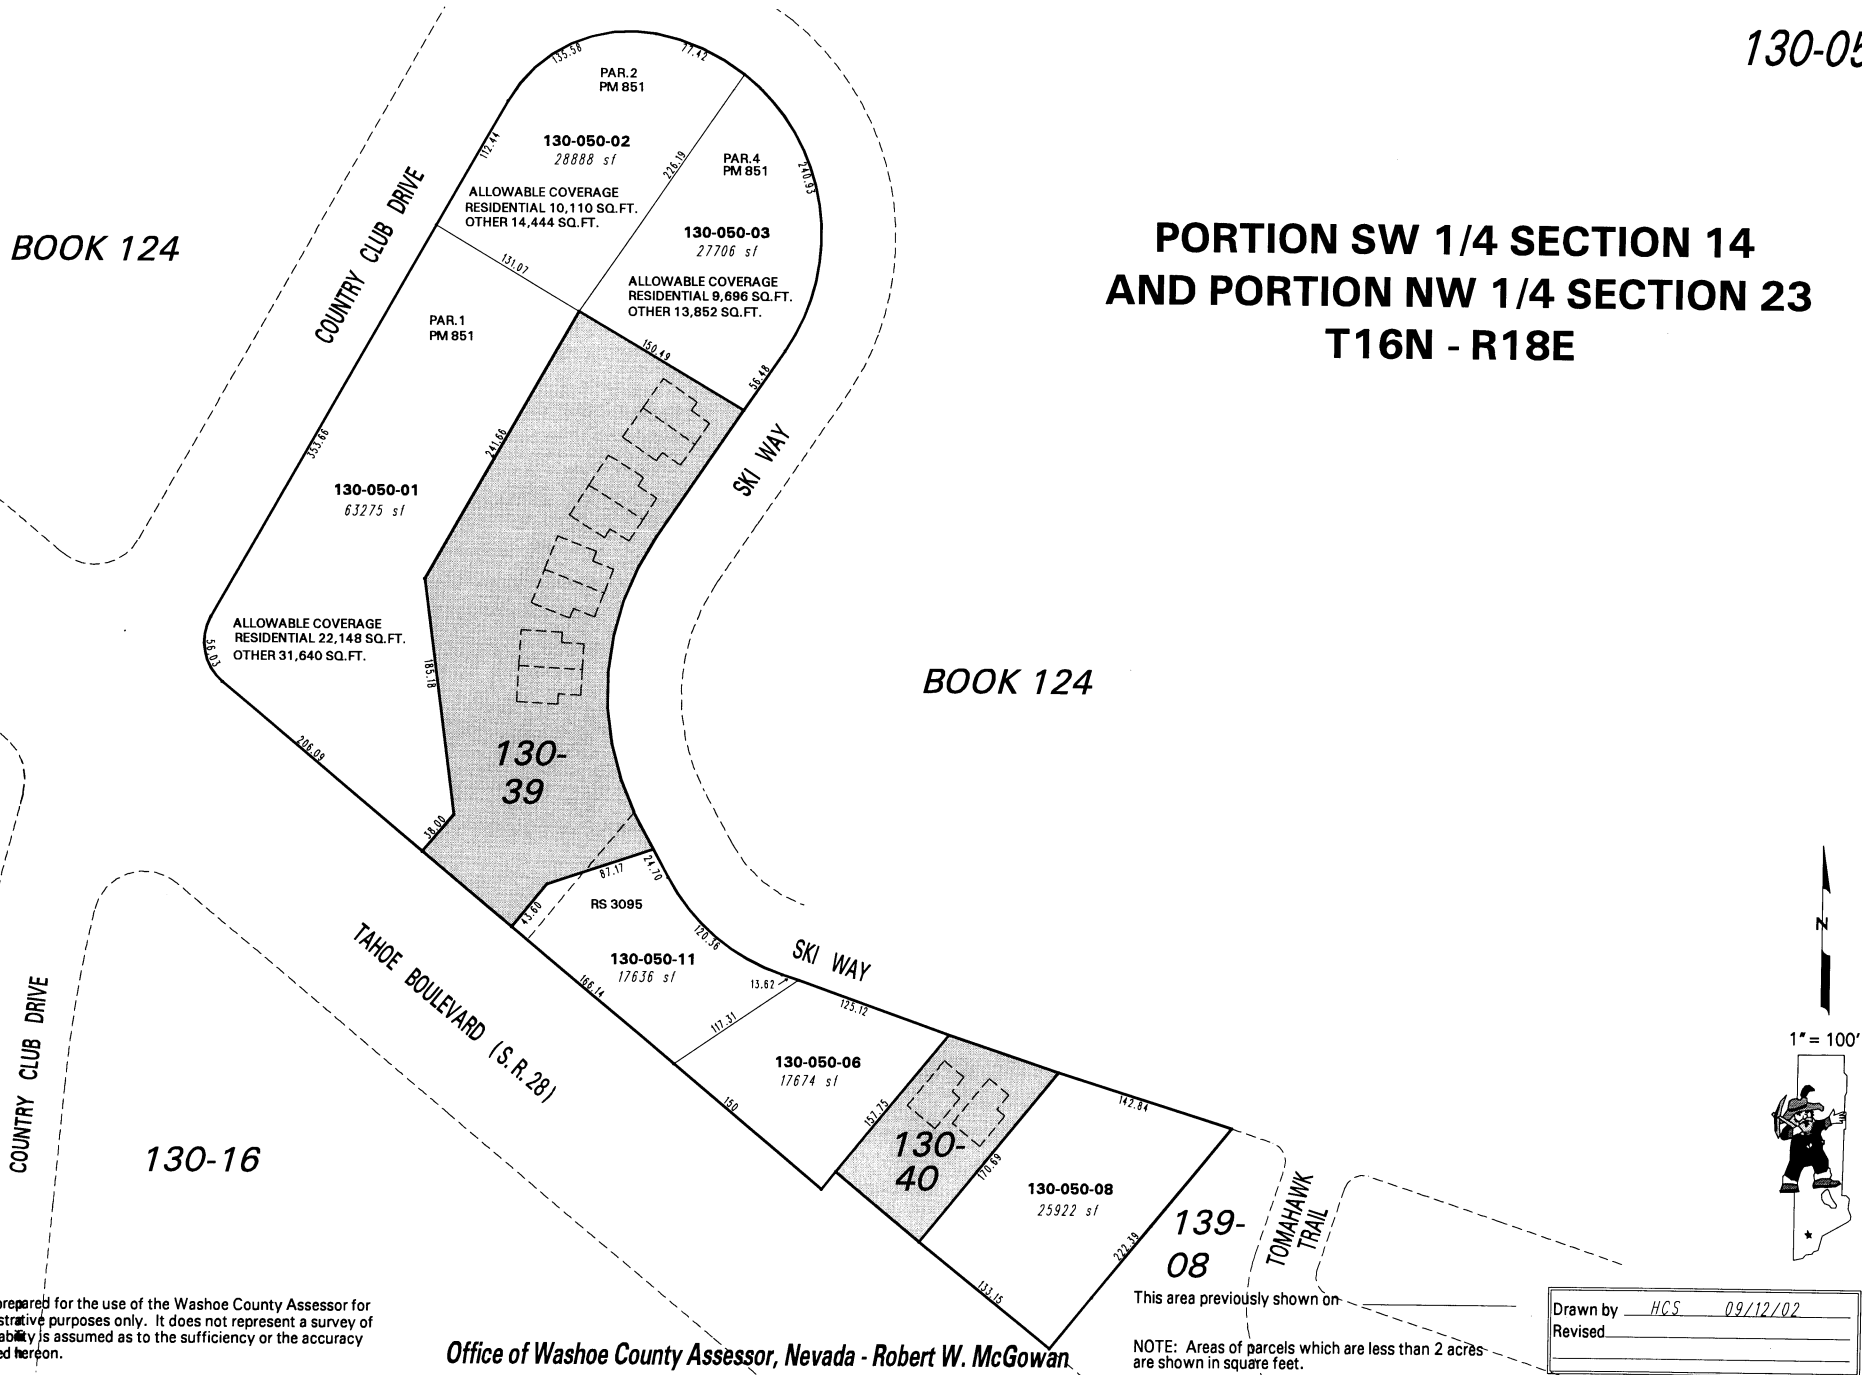 130-05
135.58
77.42
PAR.2
PM 851
112.44
130-050-02
28888 sf
226.19
PAR.4
PM 851
240.93
ALLOWABLE COVERAGE
RESIDENTIAL 10,110 SQ.FT.
OTHER 14,444 SQ.FT.
130-050-03
27706 sf
BOOK 124
COUNTRY CLUB DRIVE
131.07
ALLOWABLE COVERAGE
RESIDENTIAL 9,696 SQ.FT.
OTHER 13,852 SQ.FT.
PORTION SW 1/4 SECTION 14
AND PORTION NW 1/4 SECTION 23
T16N - R18E
PAR.1
PM 851
150.49
56.48
353.66
241.66
SKI WAY
130-050-01
63275 sf
ALLOWABLE COVERAGE
RESIDENTIAL 22,148 SQ.FT.
OTHER 31,640 SQ.FT.
56.03
185.18
BOOK 124
206.09
130-
39
38.00
87.17
24.70
43.60
RS 3095
120.36
130-050-11
17636 sf
13.62
SKI WAY
TAHOE BOULEVARD (S.R.28)
166.14
117.31
125.12
N
1" = 100'
COUNTRY CLUB DRIVE
130-050-06
17674 sf
150
157.75
142.84
130-
40
170.69
130-16
130-050-08
25922 sf
139-
08
TOMAHAWK
TRAIL
222.39
133.15
prepared for the use of the Washoe County Assessor for
strative purposes only. It does not represent a survey of
ability is assumed as to the sufficiency or the accuracy
ed hereon.
Office of Washoe County Assessor, Nevada - Robert W. McGowan
This area previously shown on
NOTE: Areas of parcels which are less than 2 acres
are shown in square feet.
Drawn by HCS 09/12/02
Revised